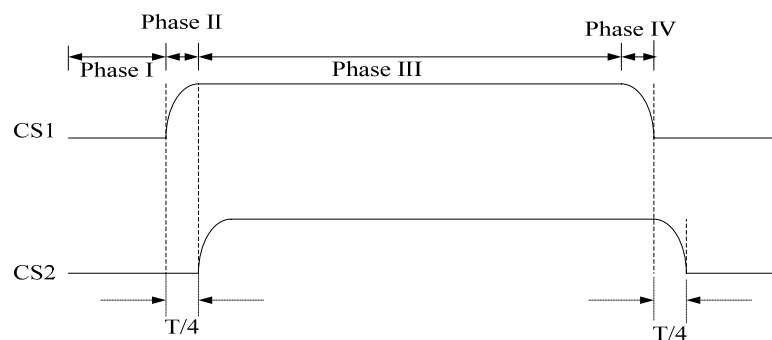 Phase II
Phase IV
Phase I
Phase III
CS1
CS2
T/4
T/4